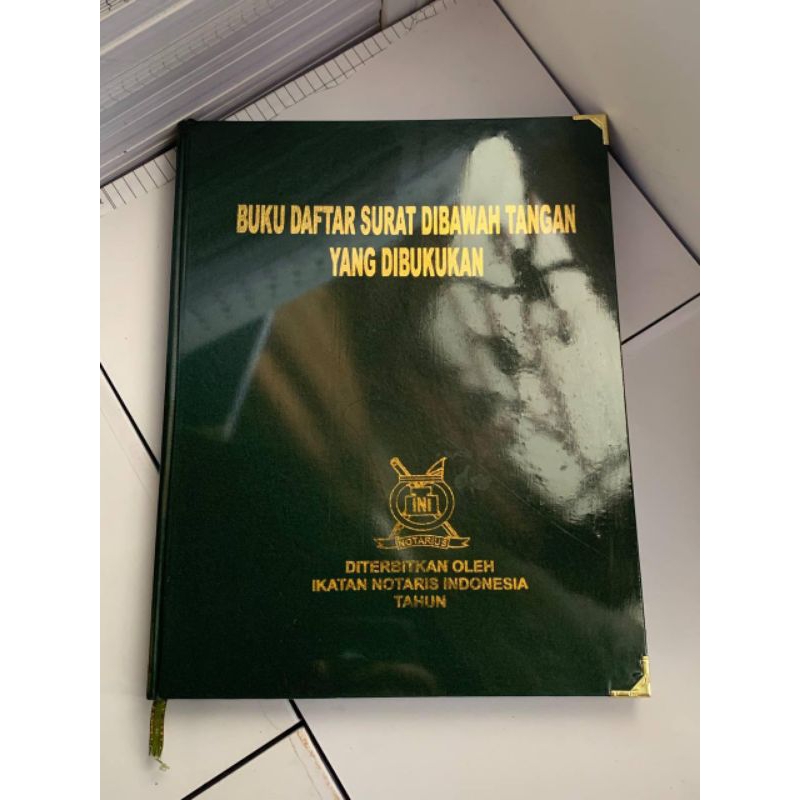 BUKU DAFTAR SURAT DIBAWAH TANGAN
YANG DIBUKUKAN
INI
NOTARIUS
DITERBITKAN OLEH
IKATAN NOTARIS INDONESIA
TAHUN